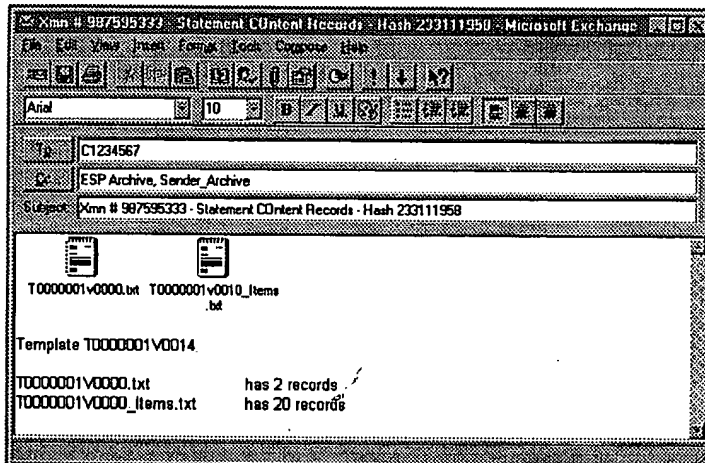 Xmn # 987595333 - Statement COntent Records - Hash 233111958 - Microsoft Exchange
File Edit View Insert Format Tools Compose Help
Arial 10 B I U
To C1234567
Cc ESP Archive, Sender_Archive
Subject: Xmn # 987595333 - Statement COntent Records - Hash 233111958
T0000001v0000.txt T0000001v0010_Items
.txt
Template T0000001V0014
T0000001V0000.txt has 2 records
T0000001V0000_Items.txt has 20 records